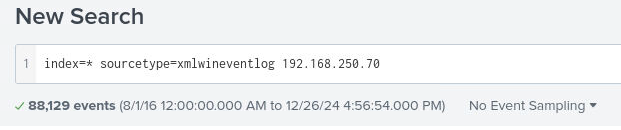 New Search
1 index=* sourcetype=xmlwineventlog 192.168.250.70
✓ 88,129 events (8/1/16 12:00:00.000 AM to 12/26/24 4:56:54.000 PM) No Event Sampling ▾